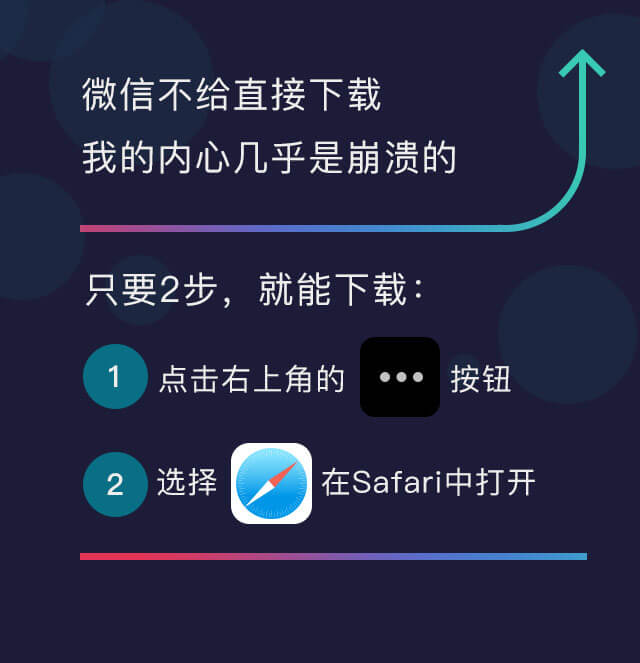 微信不给直接下载
我的内心几乎是崩溃的
只要2步，就能下载：
1 点击右上角的 ••• 按钮
2 选择 在Safari中打开